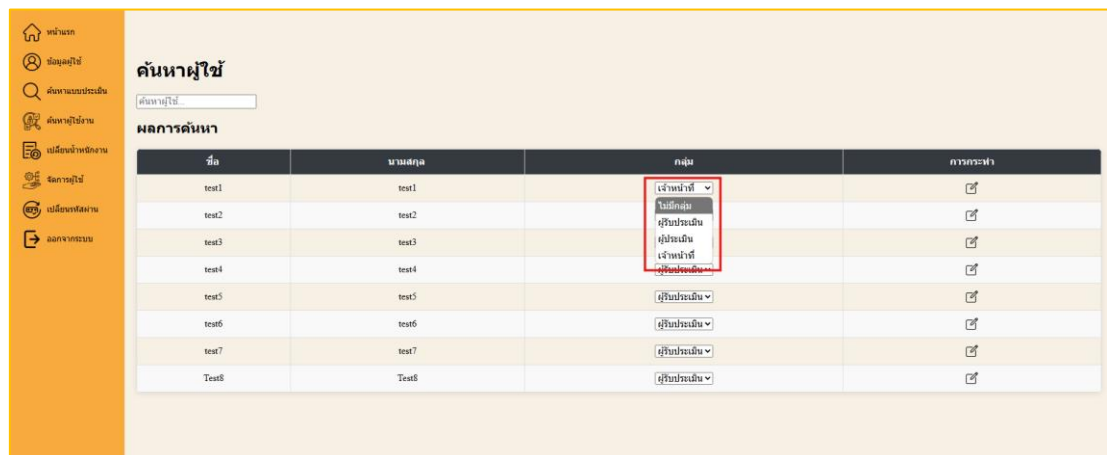 หน้าแรก
ข้อมูลผู้ใช้
ค้นหาแบบประเมิน
ค้นหาผู้ใช้งาน
เปลี่ยนน้ำหนักงาน
จัดการผู้ใช้
เปลี่ยนรหัสผ่าน
ออกจากระบบ
ค้นหาผู้ใช้
ค้นหาผู้ใช้...
ผลการค้นหา
ชื่อ นามสกุล กลุ่ม การกระทำ
test1 test1 เจ้าหน้าที่
ไม่มีกลุ่ม
ผู้รับประเมิน
ผู้ประเมิน
เจ้าหน้าที่
test2 test2
test3 test3
test4 test4 ผู้รับประเมิน
test5 test5 ผู้รับประเมิน
test6 test6 ผู้รับประเมิน
test7 test7 ผู้รับประเมิน
Test8 Test8 ผู้รับประเมิน